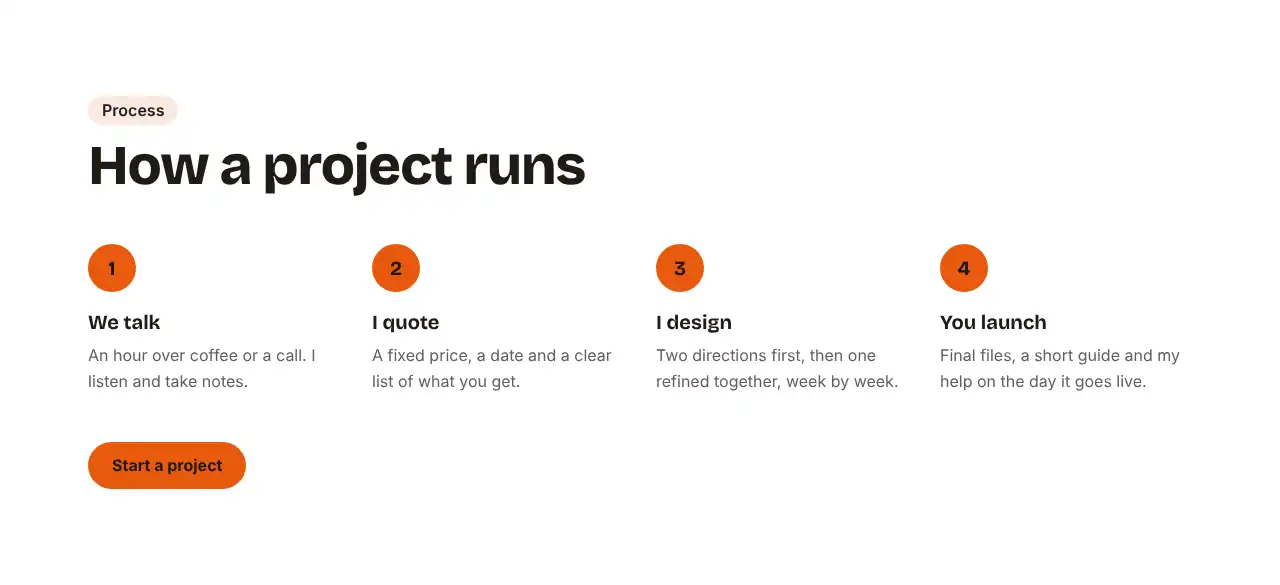 Process
How a project runs
1
We talk
An hour over coffee or a call. I
listen and take notes.
2
I quote
A fixed price, a date and a clear
list of what you get.
3
I design
Two directions first, then one
refined together, week by week.
4
You launch
Final files, a short guide and my
help on the day it goes live.
Start a project